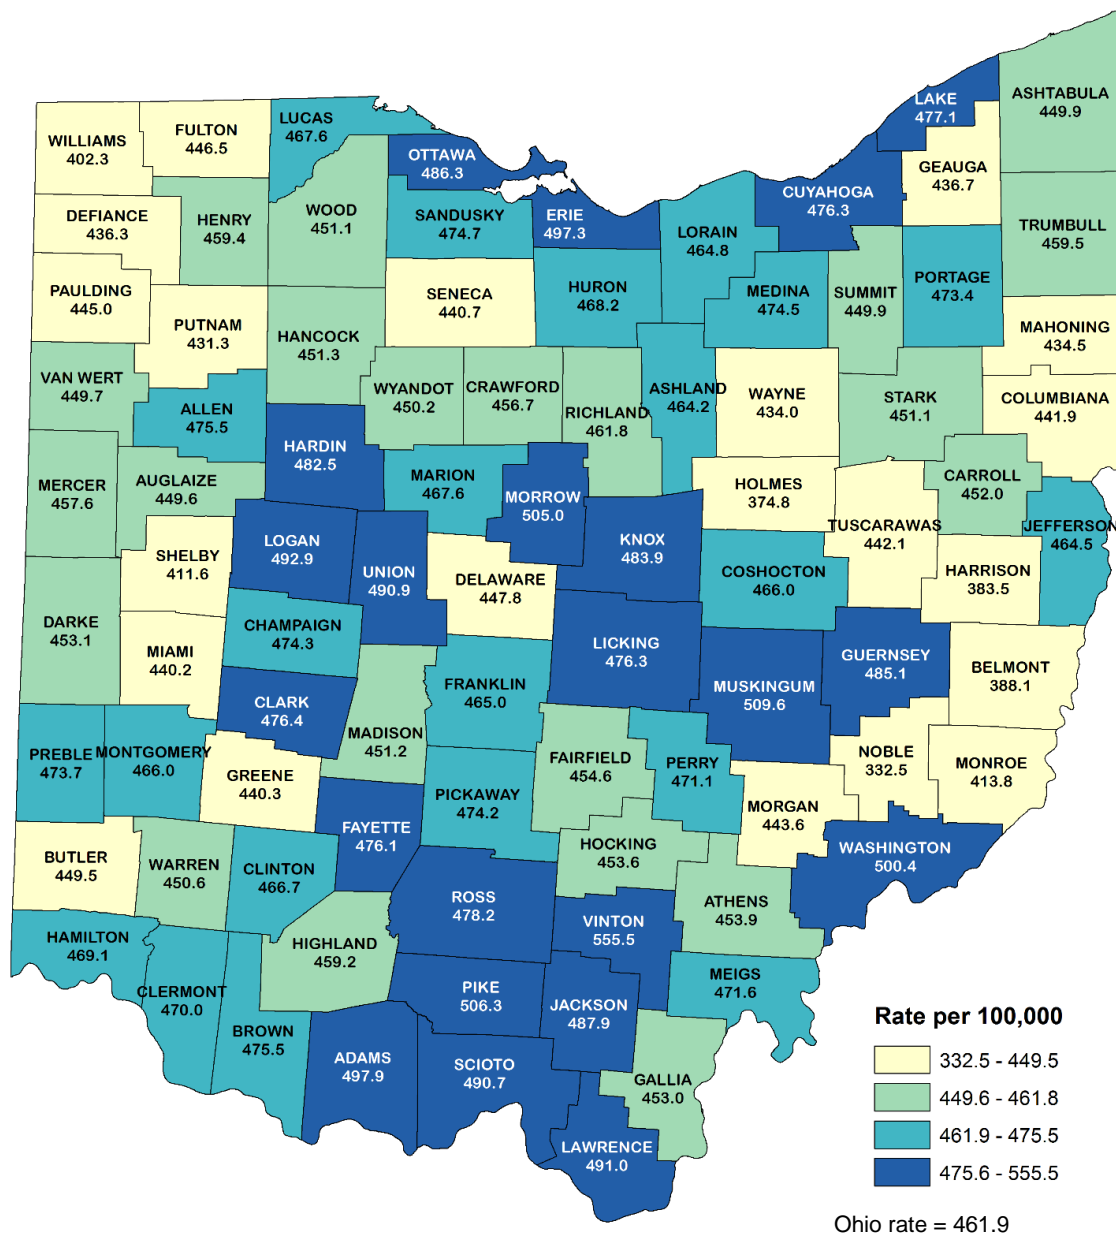 LAKE
477.1
ASHTABULA
449.9
WILLIAMS
402.3
FULTON
446.5
LUCAS
467.6
OTTAWA
486.3
GEAUGA
436.7
CUYAHOGA
476.3
DEFIANCE
436.3
HENRY
459.4
WOOD
451.1
SANDUSKY
474.7
ERIE
497.3
LORAIN
464.8
TRUMBULL
459.5
PAULDING
445.0
PUTNAM
431.3
HANCOCK
451.3
SENECA
440.7
HURON
468.2
MEDINA
474.5
SUMMIT
449.9
PORTAGE
473.4
MAHONING
434.5
VAN WERT
449.7
ALLEN
475.5
WYANDOT
450.2
CRAWFORD
456.7
RICHLAND
461.8
ASHLAND
464.2
WAYNE
434.0
STARK
451.1
COLUMBIANA
441.9
HARDIN
482.5
MERCER
457.6
AUGLAIZE
449.6
MARION
467.6
MORROW
505.0
HOLMES
374.8
CARROLL
452.0
TUSCARAWAS
442.1
JEFFERSON
464.5
SHELBY
411.6
LOGAN
492.9
UNION
490.9
DELAWARE
447.8
KNOX
483.9
COSHOCTON
466.0
HARRISON
383.5
DARKE
453.1
MIAMI
440.2
CHAMPAIGN
474.3
LICKING
476.3
GUERNSEY
485.1
BELMONT
388.1
CLARK
476.4
FRANKLIN
465.0
MUSKINGUM
509.6
PREBLE
473.7
MONTGOMERY
466.0
MADISON
451.2
FAIRFIELD
454.6
PERRY
471.1
NOBLE
332.5
MONROE
413.8
GREENE
440.3
PICKAWAY
474.2
MORGAN
443.6
FAYETTE
476.1
HOCKING
453.6
WASHINGTON
500.4
BUTLER
449.5
WARREN
450.6
CLINTON
466.7
ROSS
478.2
ATHENS
453.9
VINTON
555.5
HAMILTON
469.1
HIGHLAND
459.2
CLERMONT
470.0
PIKE
506.3
JACKSON
487.9
MEIGS
471.6
BROWN
475.5
ADAMS
497.9
SCIOTO
490.7
GALLIA
453.0
LAWRENCE
491.0
Rate per 100,000
332.5 - 449.5
449.6 - 461.8
461.9 - 475.5
475.6 - 555.5
Ohio rate = 461.9